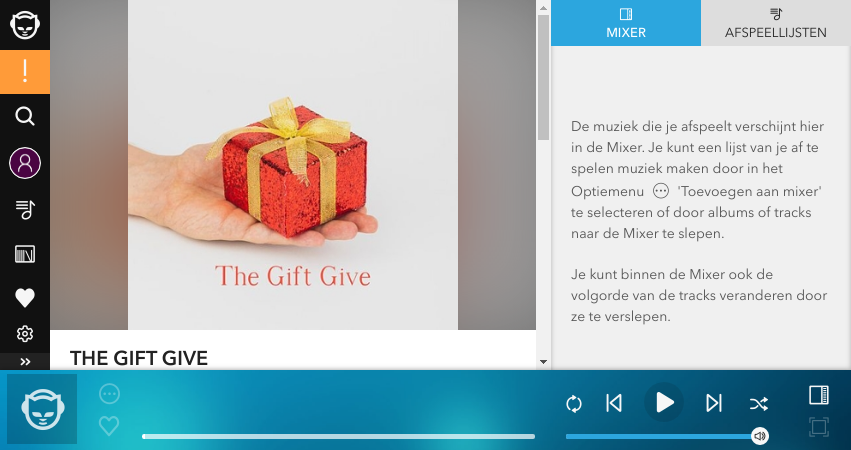 The Gift Give
THE GIFT GIVE
MIXER
AFSPEELLIJSTEN
De muziek die je afspeelt verschijnt hier
in de Mixer. Je kunt een lijst van je af te
spelen muziek maken door in het
Optiemenu 'Toevoegen aan mixer'
te selecteren of door albums of tracks
naar de Mixer te slepen.
Je kunt binnen de Mixer ook de
volgorde van de tracks veranderen door
ze te verslepen.